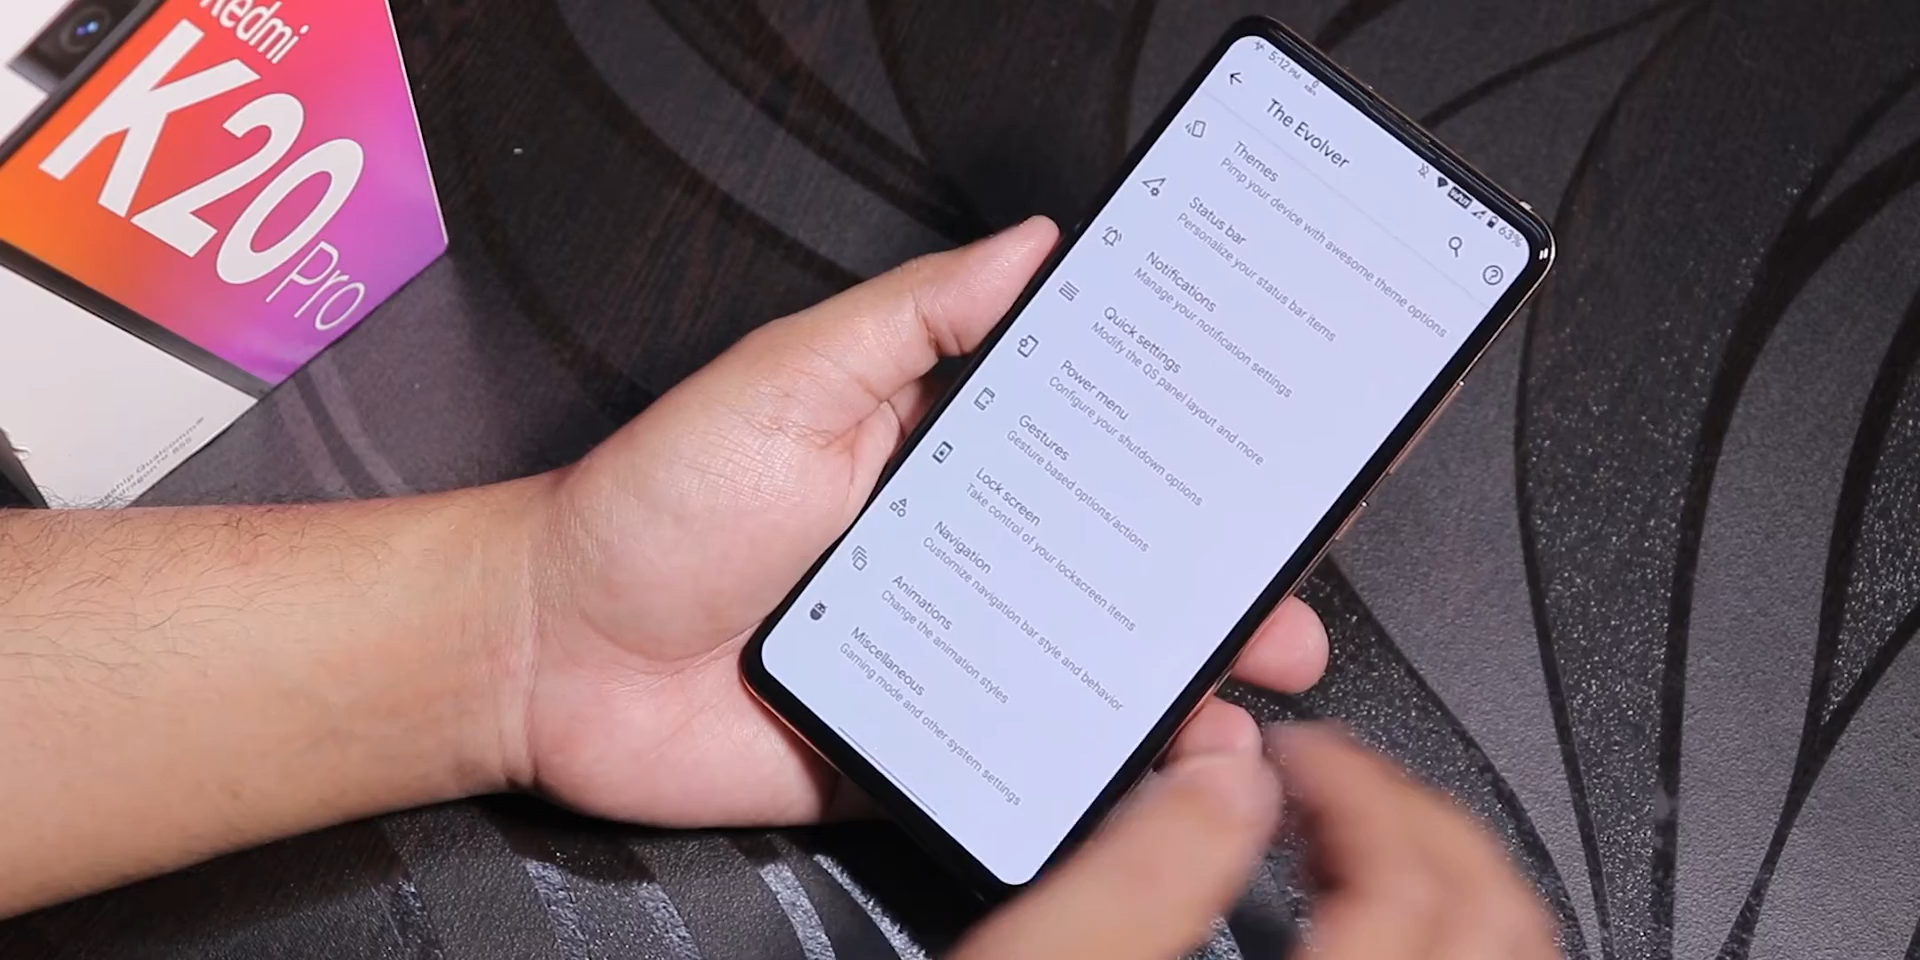 Redmi
K20 Pro
5:12 PM
63%
The Evolver
Themes
Pimp your device with awesome theme options
Status bar
Personalize your status bar items
Notifications
Manage your notification settings
Quick settings
Modify the QS panel layout and more
Power menu
Configure your shutdown options
Gestures
Gesture based options/actions
Lock screen
Take control of your lockscreen items
Navigation
Customize navigation bar style and behavior
Animations
Change the animation styles
Miscellaneous
Gaming mode and other system settings